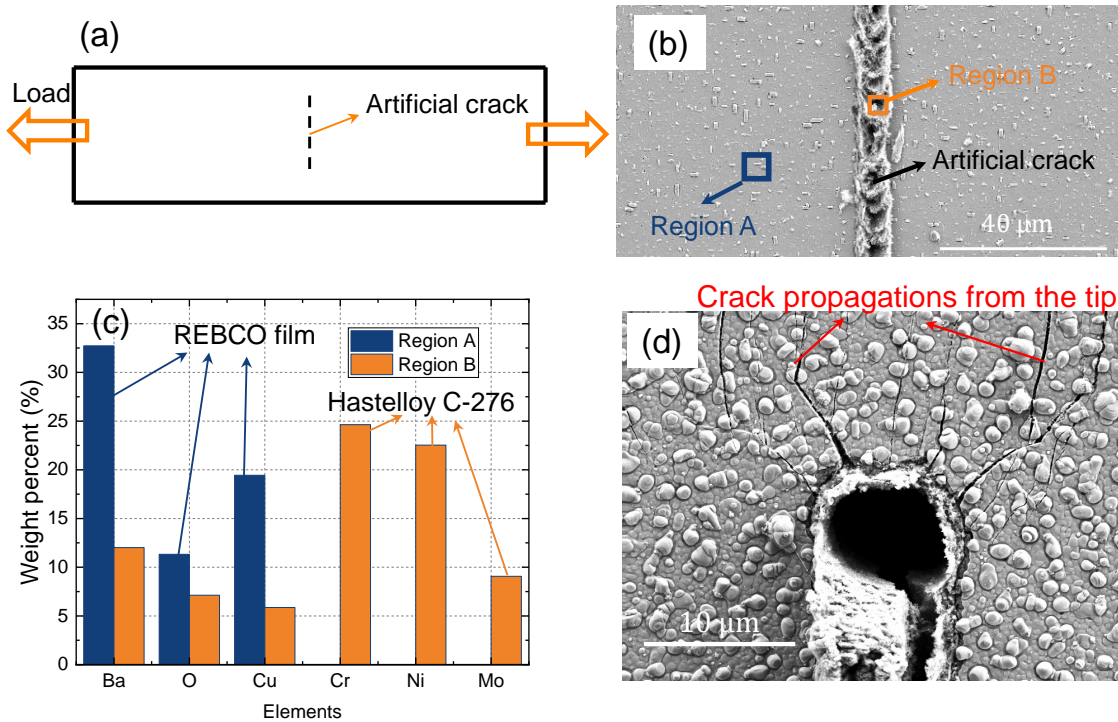 (a)
Load
Artificial crack
(b)
Region B
Artificial crack
Region A
40 μm
(c)
REBCO film
Region A
Region B
Hastelloy C-276
Weight percent (%)
35
30
25
20
15
10
5
0
Ba O Cu Cr Ni Mo
Elements
Crack propagations from the tip
(d)
10 μm